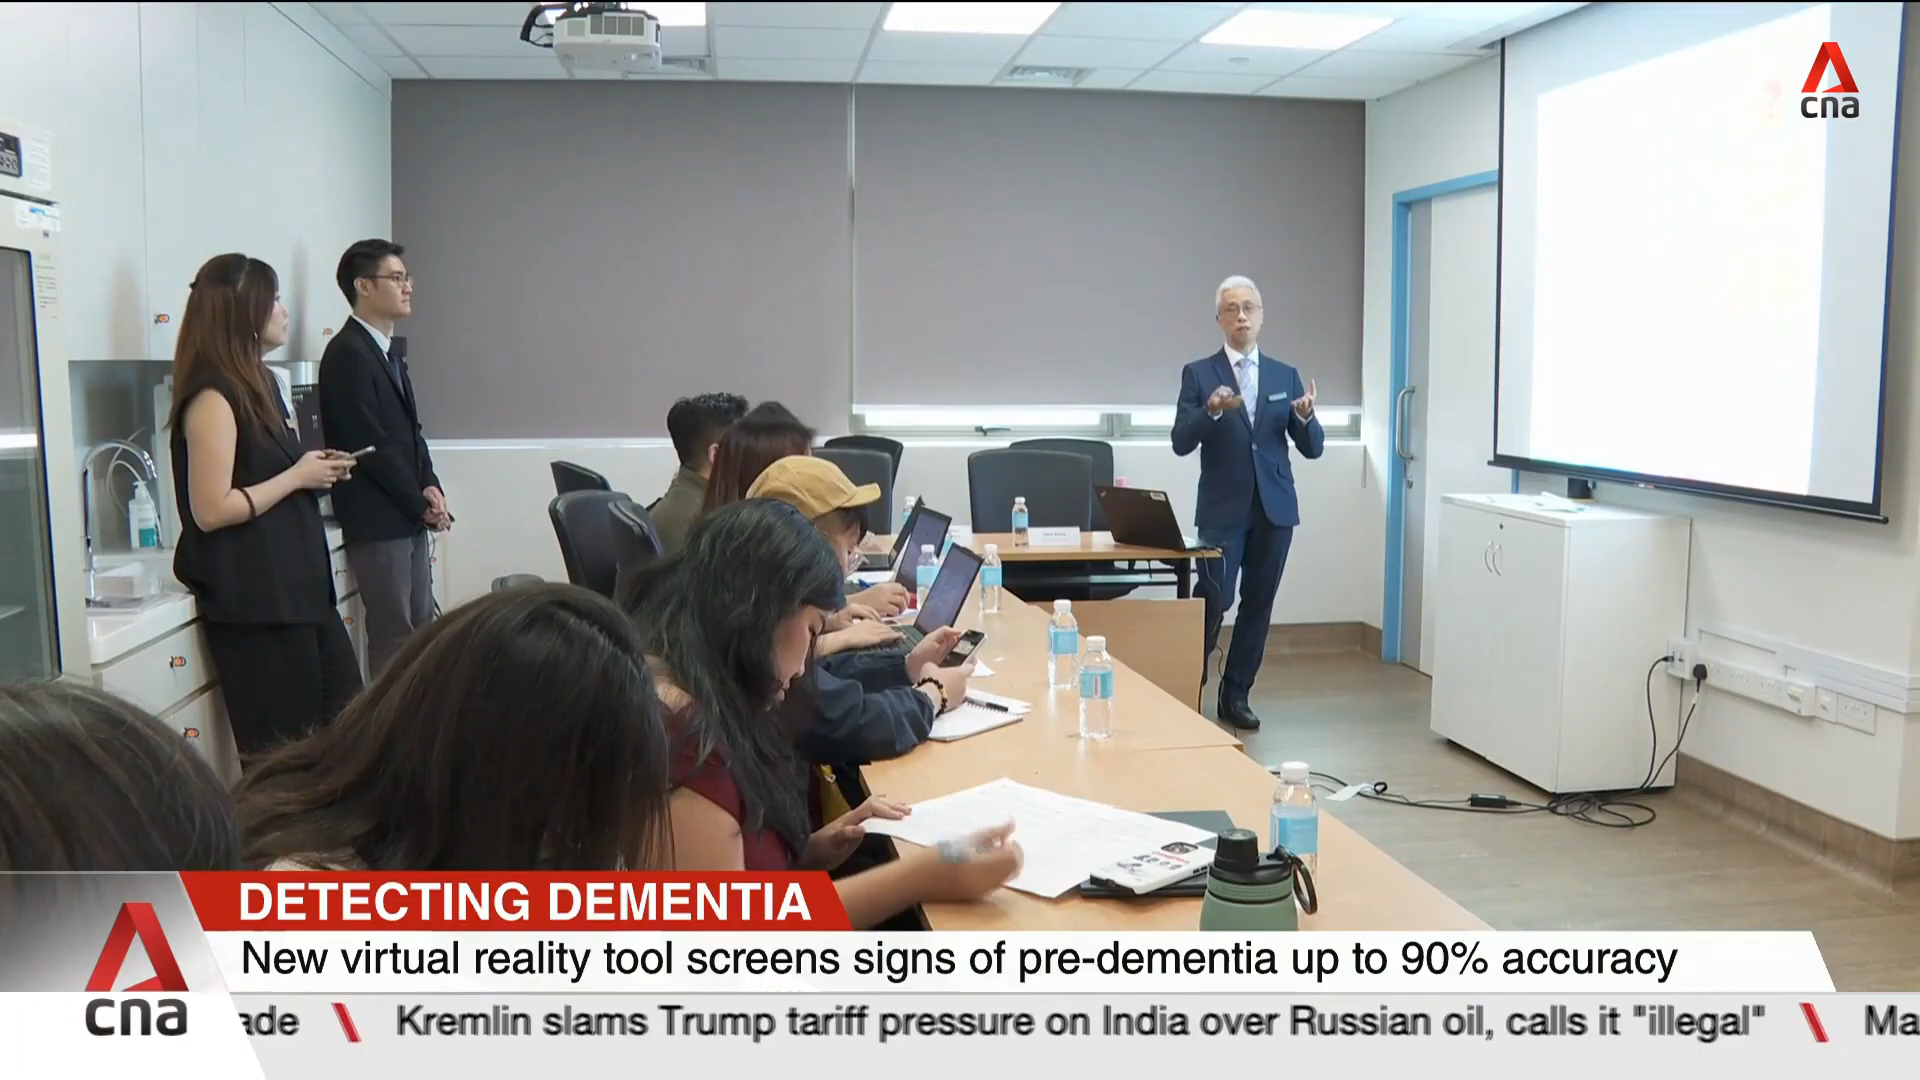 cna
DETECTING DEMENTIA
New virtual reality tool screens signs of pre-dementia up to 90% accuracy
cna
ade \ Kremlin slams Trump tariff pressure on India over Russian oil, calls it "illegal" \ Ma